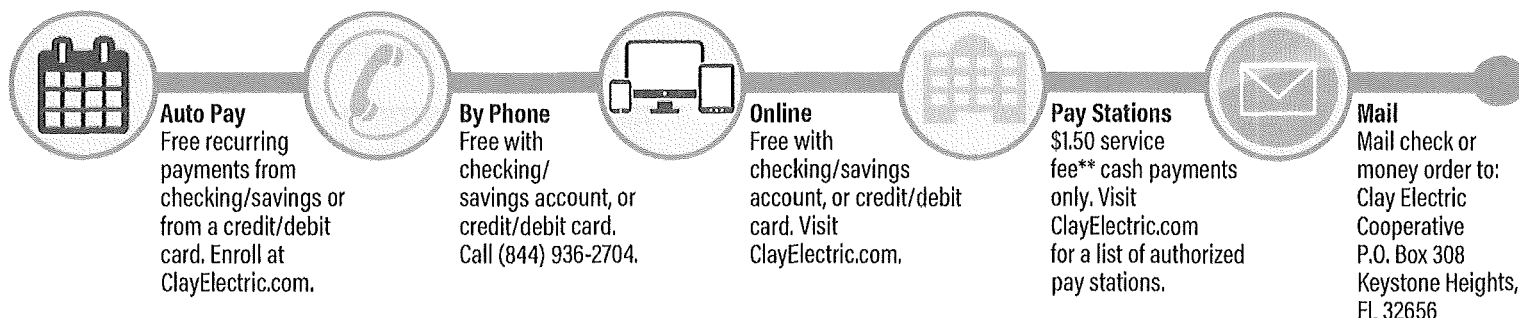 Auto Pay
Free recurring
payments from
checking/savings or
from a credit/debit
card. Enroll at
ClayElectric.com.
By Phone
Free with
checking/
savings account, or
credit/debit card.
Call (844) 936-2704.
Online
Free with
checking/savings
account, or credit/debit
card. Visit
ClayElectric.com.
Pay Stations
$1.50 service
fee** cash payments
only. Visit
ClayElectric.com
for a list of authorized
pay stations.
Mail
Mail check or
money order to:
Clay Electric
Cooperative
P.O. Box 308
Keystone Heights,
FL 32656